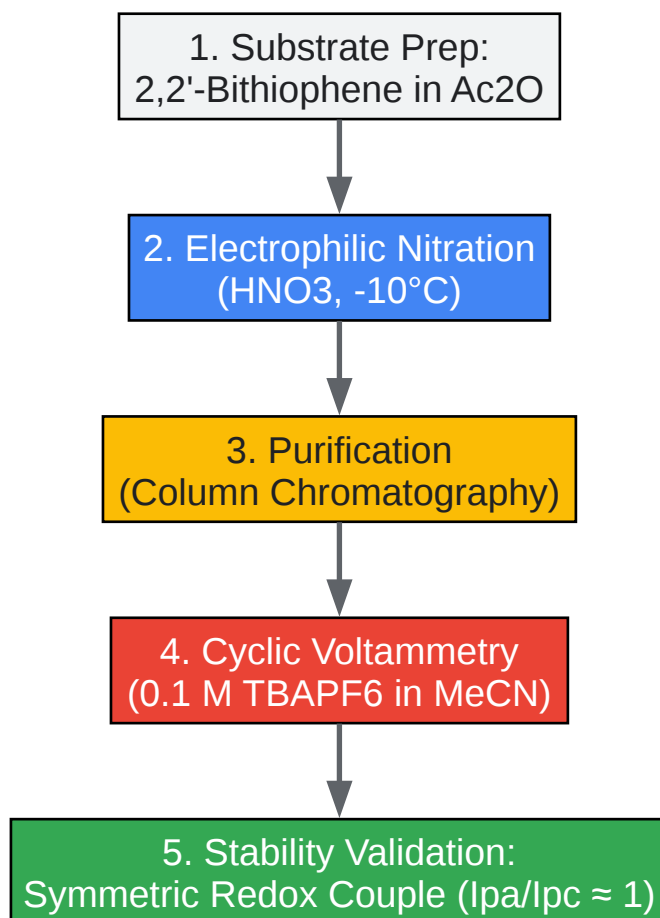 1. Substrate Prep:
2,2'-Bithiophene in Ac2O
2. Electrophilic Nitration
(HNO3, -10°C)
3. Purification
(Column Chromatography)
4. Cyclic Voltammetry
(0.1 M TBAPF6 in MeCN)
5. Stability Validation:
Symmetric Redox Couple (Ipa/Ipc ≈ 1)